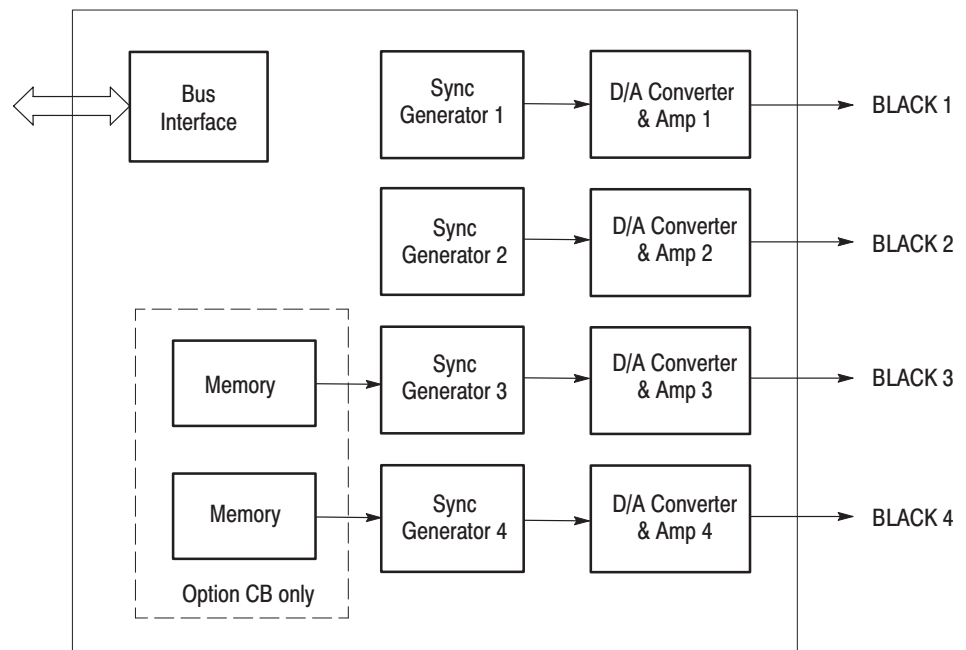 Bus
Interface
Sync
Generator 1
D/A Converter
& Amp 1
BLACK 1
Sync
Generator 2
D/A Converter
& Amp 2
BLACK 2
Memory
Sync
Generator 3
D/A Converter
& Amp 3
BLACK 3
Memory
Sync
Generator 4
D/A Converter
& Amp 4
BLACK 4
Option CB only